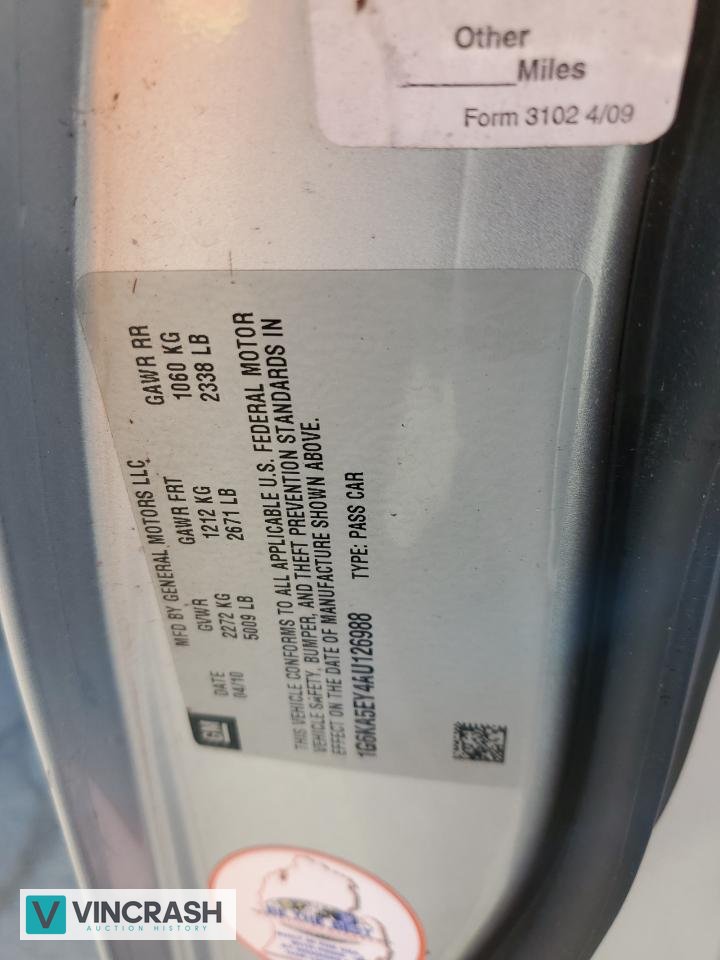 Other
______Miles
Form 3102 4/09
MFD BY GENERAL MOTORS LLC
DATE GVWR GAWR FRT GAWR RR
04/10 2272 KG 1212 KG 1060 KG
5009 LB 2671 LB 2338 LB
GM
THIS VEHICLE CONFORMS TO ALL APPLICABLE U.S. FEDERAL MOTOR
VEHICLE SAFETY, BUMPER, AND THEFT PREVENTION STANDARDS IN
EFFECT ON THE DATE OF MANUFACTURE SHOWN ABOVE.
1G6KA5EY4AU126988 TYPE: PASS CAR
VINCRASH
AUCTION HISTORY